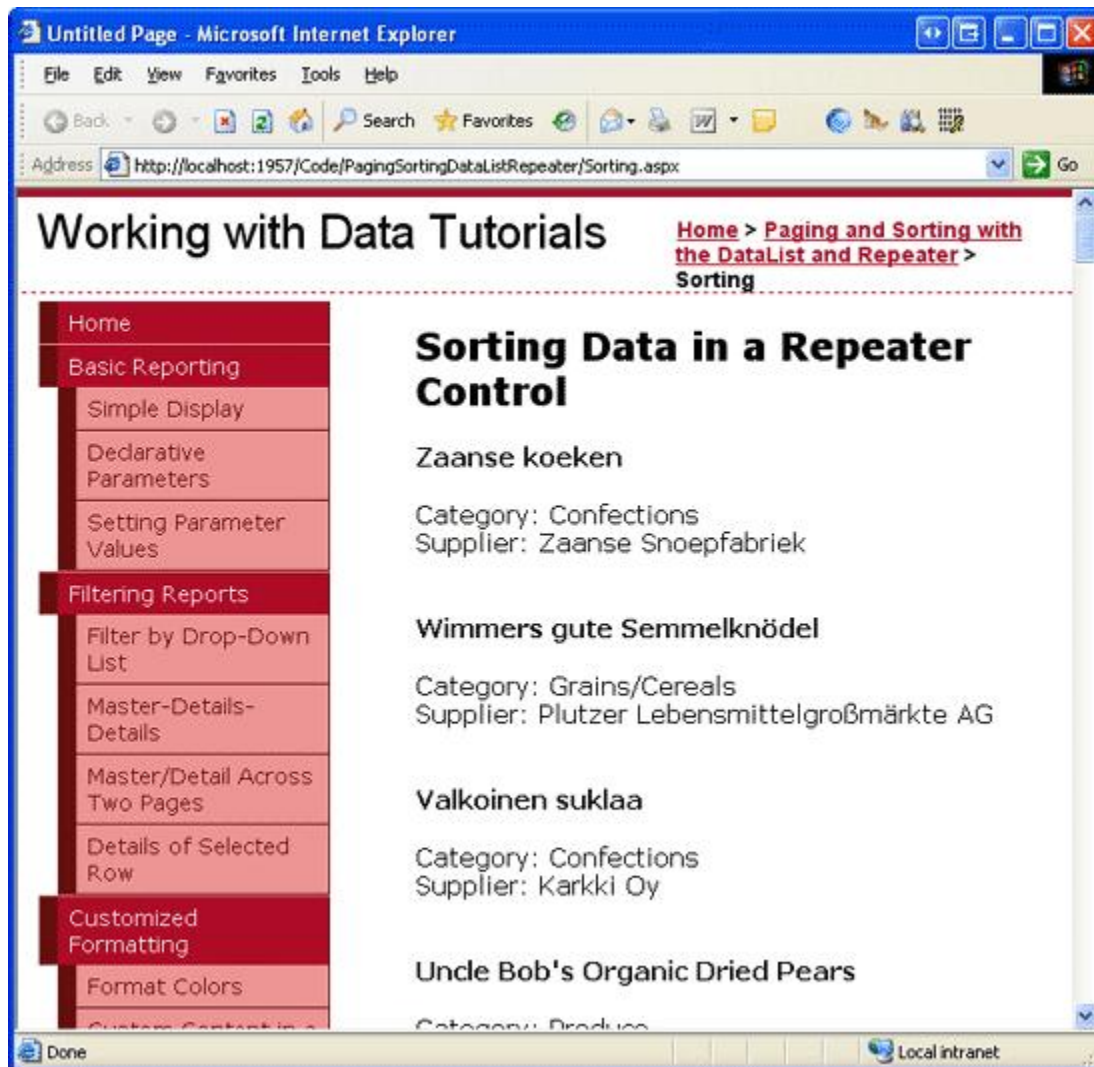 Untitled Page - Microsoft Internet Explorer
File Edit View Favorites Tools Help
Back Search Favorites
Address http://localhost:1957/Code/PagingSortingDataListRepeater/Sorting.aspx Go
Working with Data Tutorials
Home > Paging and Sorting with
the DataList and Repeater >
Sorting
Home
Basic Reporting
Simple Display
Declarative
Parameters
Setting Parameter
Values
Filtering Reports
Filter by Drop-Down
List
Master-Details-
Details
Master/Detail Across
Two Pages
Details of Selected
Row
Customized
Formatting
Format Colors
Custom Content in a
Sorting Data in a Repeater
Control
Zaanse koeken
Category: Confections
Supplier: Zaanse Snoepfabriek
Wimmers gute Semmelknödel
Category: Grains/Cereals
Supplier: Plutzer Lebensmittelgroßmärkte AG
Valkoinen suklaa
Category: Confections
Supplier: Karkki Oy
Uncle Bob's Organic Dried Pears
Category: Produce
Done
Local intranet